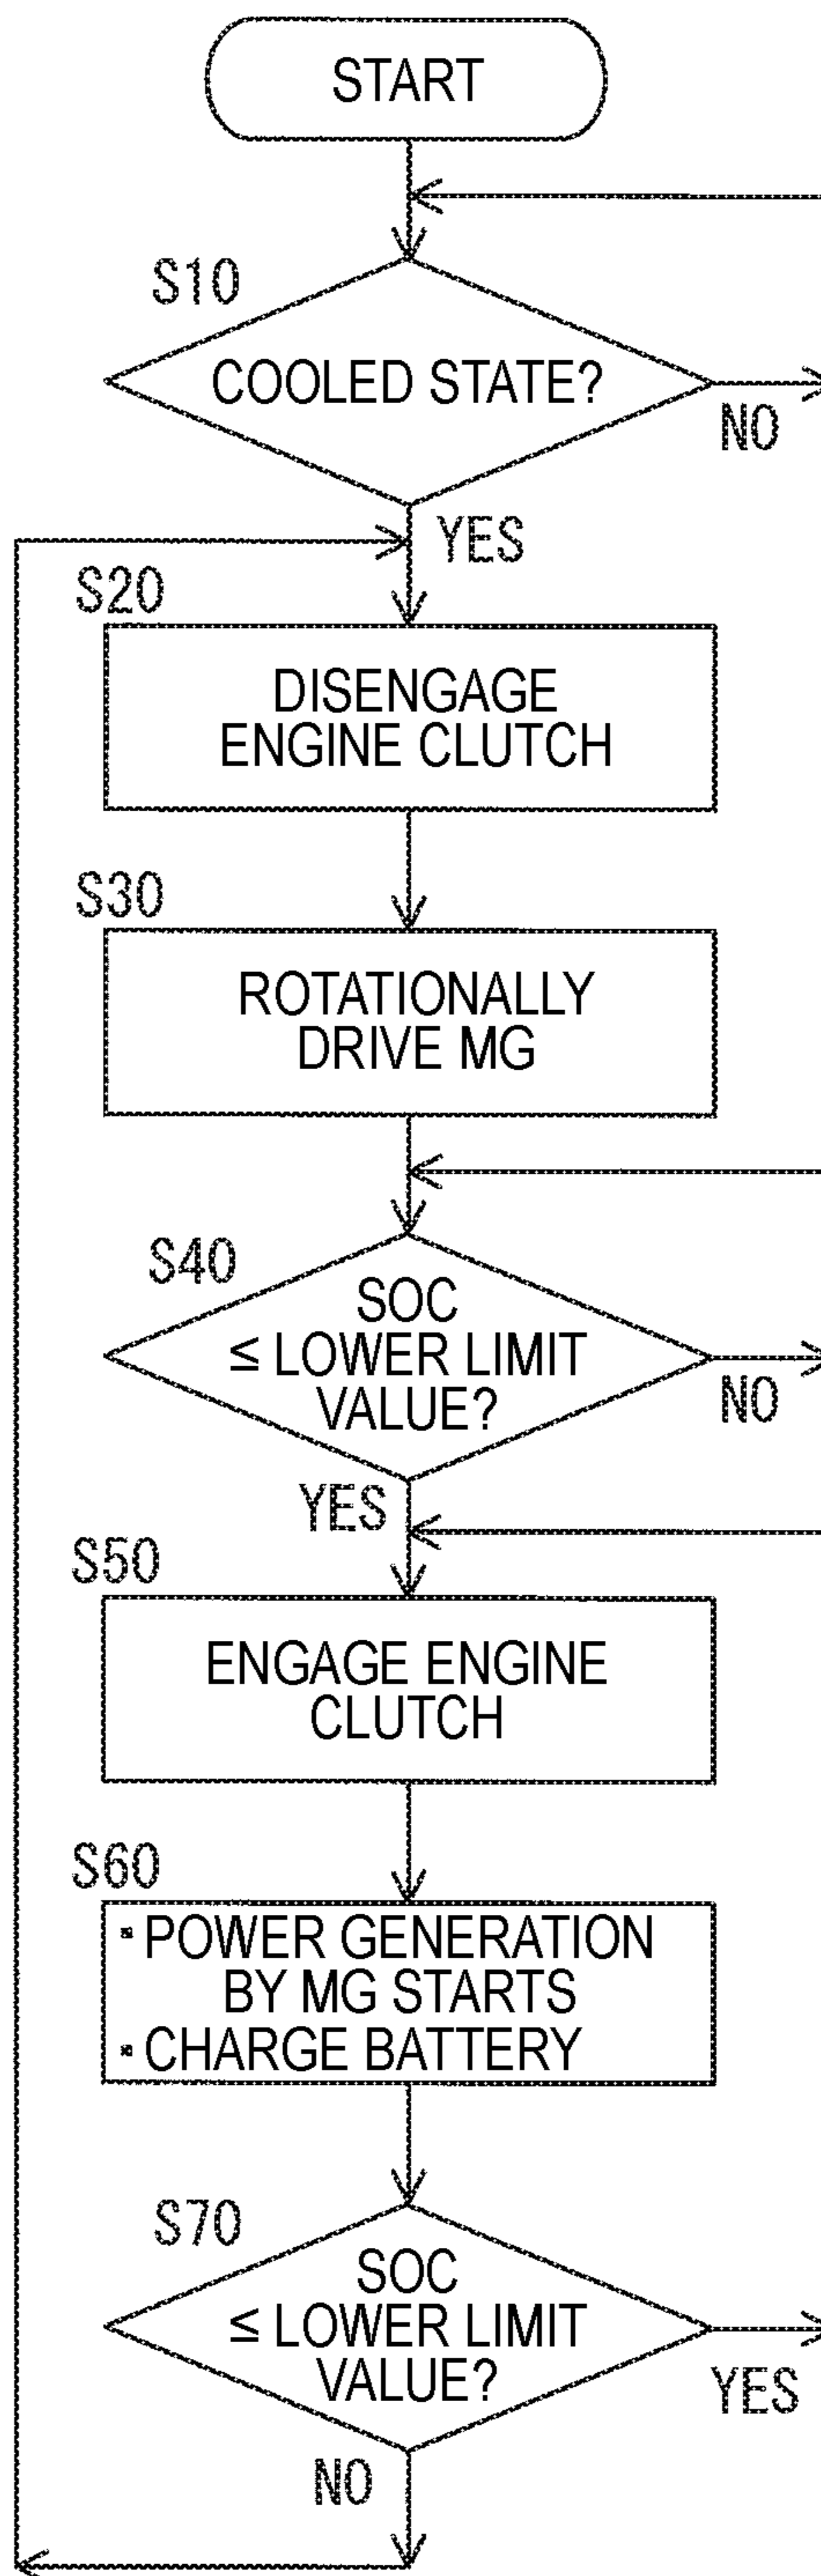 START
S10
COOLED STATE?
NO
YES
S20
DISENGAGE
ENGINE CLUTCH
S30
ROTATIONALLY
DRIVE MG
S40
SOC
≤ LOWER LIMIT
VALUE?
NO
YES
S50
ENGAGE ENGINE
CLUTCH
S60
・POWER GENERATION
BY MG STARTS
・CHARGE BATTERY
S70
SOC
≤ LOWER LIMIT
VALUE?
YES
NO